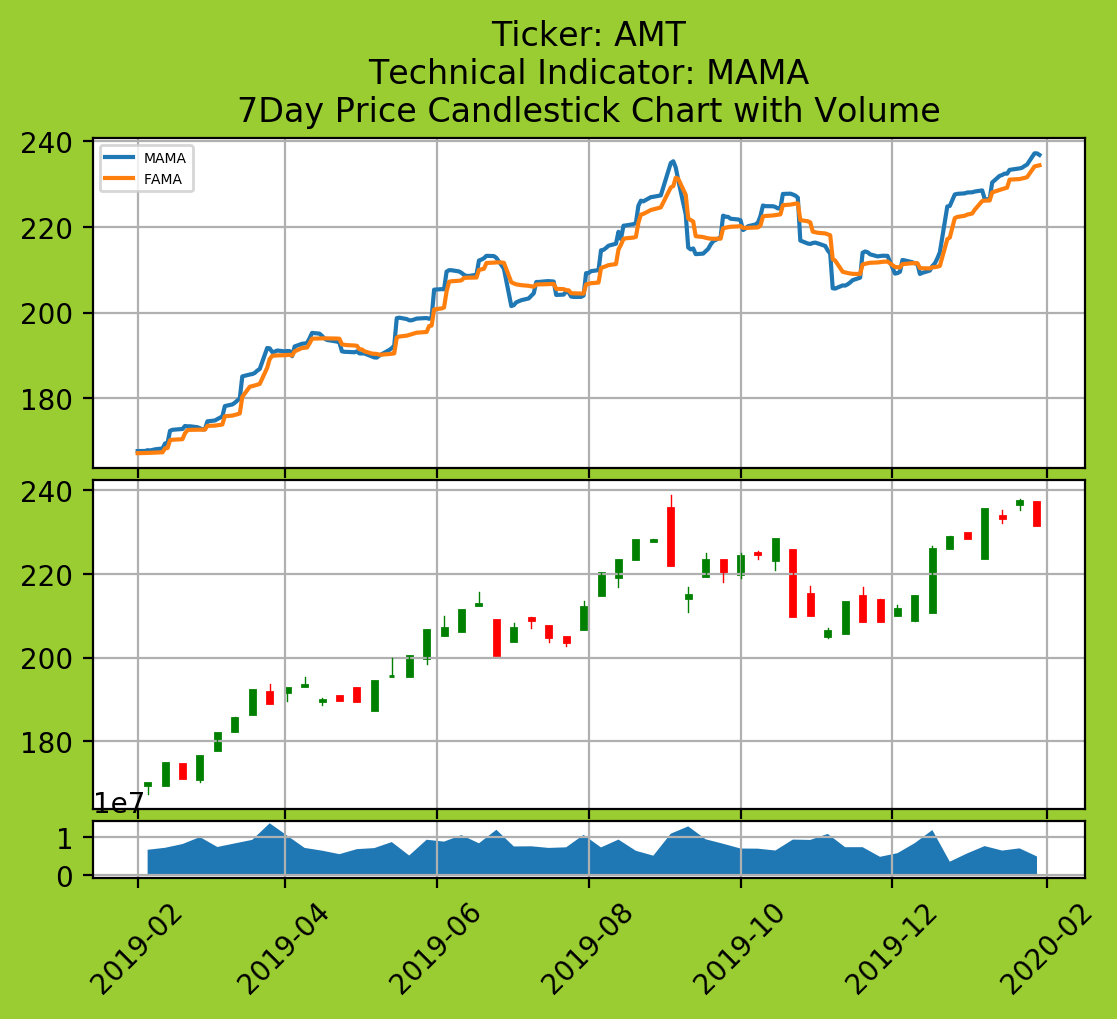 Ticker: AMT
Technical Indicator: MAMA
7Day Price Candlestick Chart with Volume
240
220
200
180
MAMA
FAMA
240
220
200
180
1e7
1
0
2019-02
2019-04
2019-06
2019-08
2019-10
2019-12
2020-02